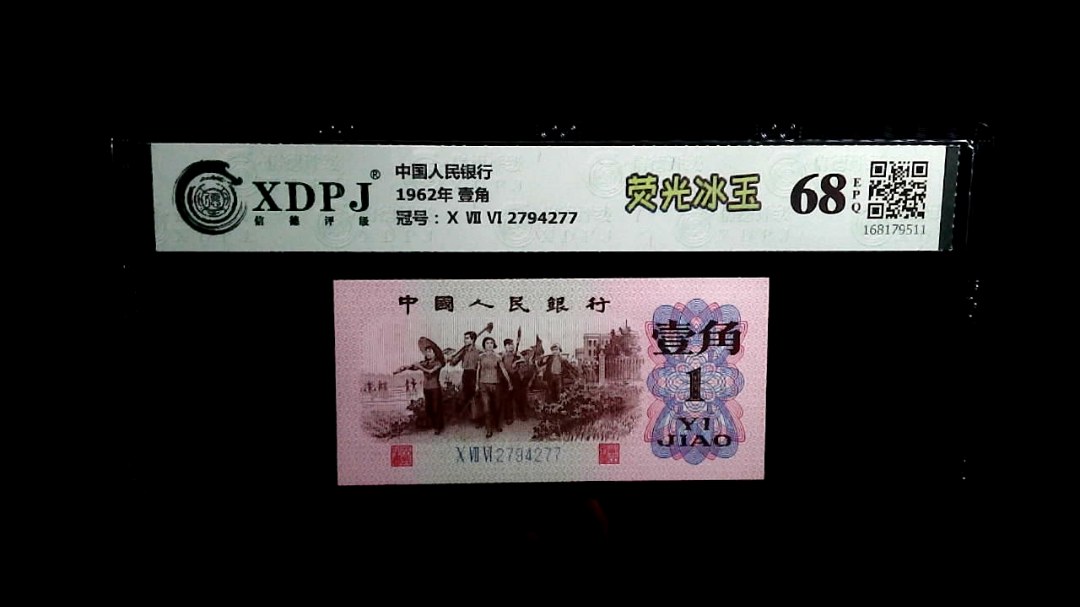 XDPJ®
信德评级
中国人民银行
1962年 壹角
冠号：Ⅹ Ⅶ Ⅵ 2794277
荧光冰玉
68
EPQ
168179511
中國人民銀行
壹角
1
YI
JIAO
Ⅹ Ⅶ Ⅵ 2794277